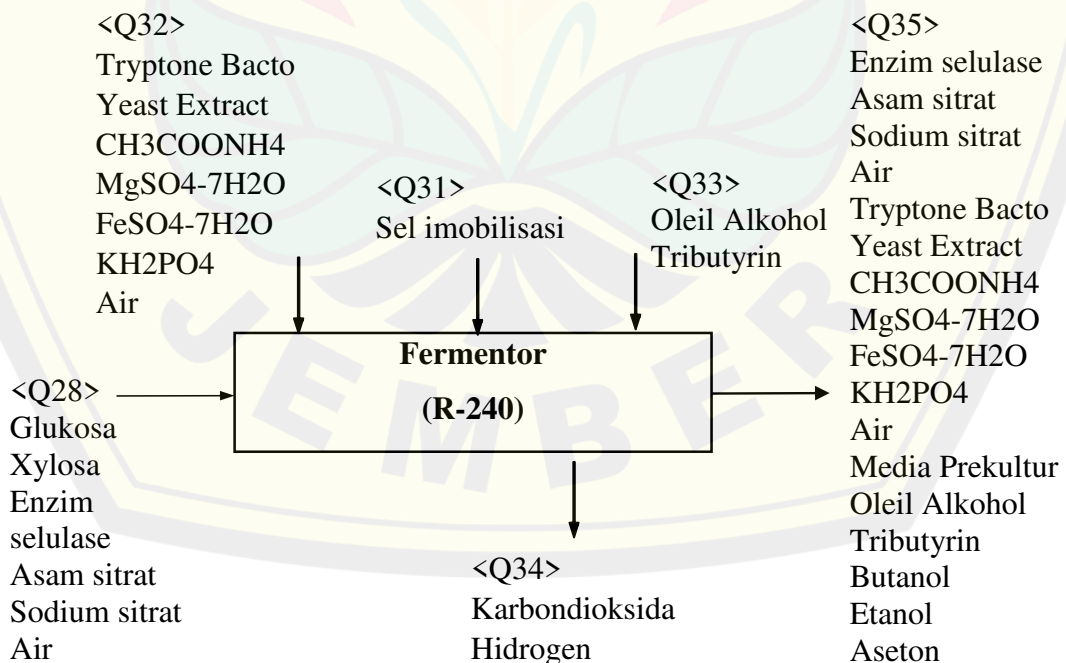 <Q32>
Tryptone Bacto
Yeast Extract
CH3COONH4
MgSO4-7H2O
FeSO4-7H2O
KH2PO4
Air
<Q31>
Sel imobilisasi
<Q33>
Oleil Alkohol
Tributyrin
<Q28>
Glukosa
Xylosa
Enzim
selulase
Asam sitrat
Sodium sitrat
Air
Fermentor
(R-240)
<Q34>
Karbondioksida
Hidrogen
<Q35>
Enzim selulase
Asam sitrat
Sodium sitrat
Air
Tryptone Bacto
Yeast Extract
CH3COONH4
MgSO4-7H2O
FeSO4-7H2O
KH2PO4
Air
Media Prekultur
Oleil Alkohol
Tributyrin
Butanol
Etanol
Aseton
JEMBER